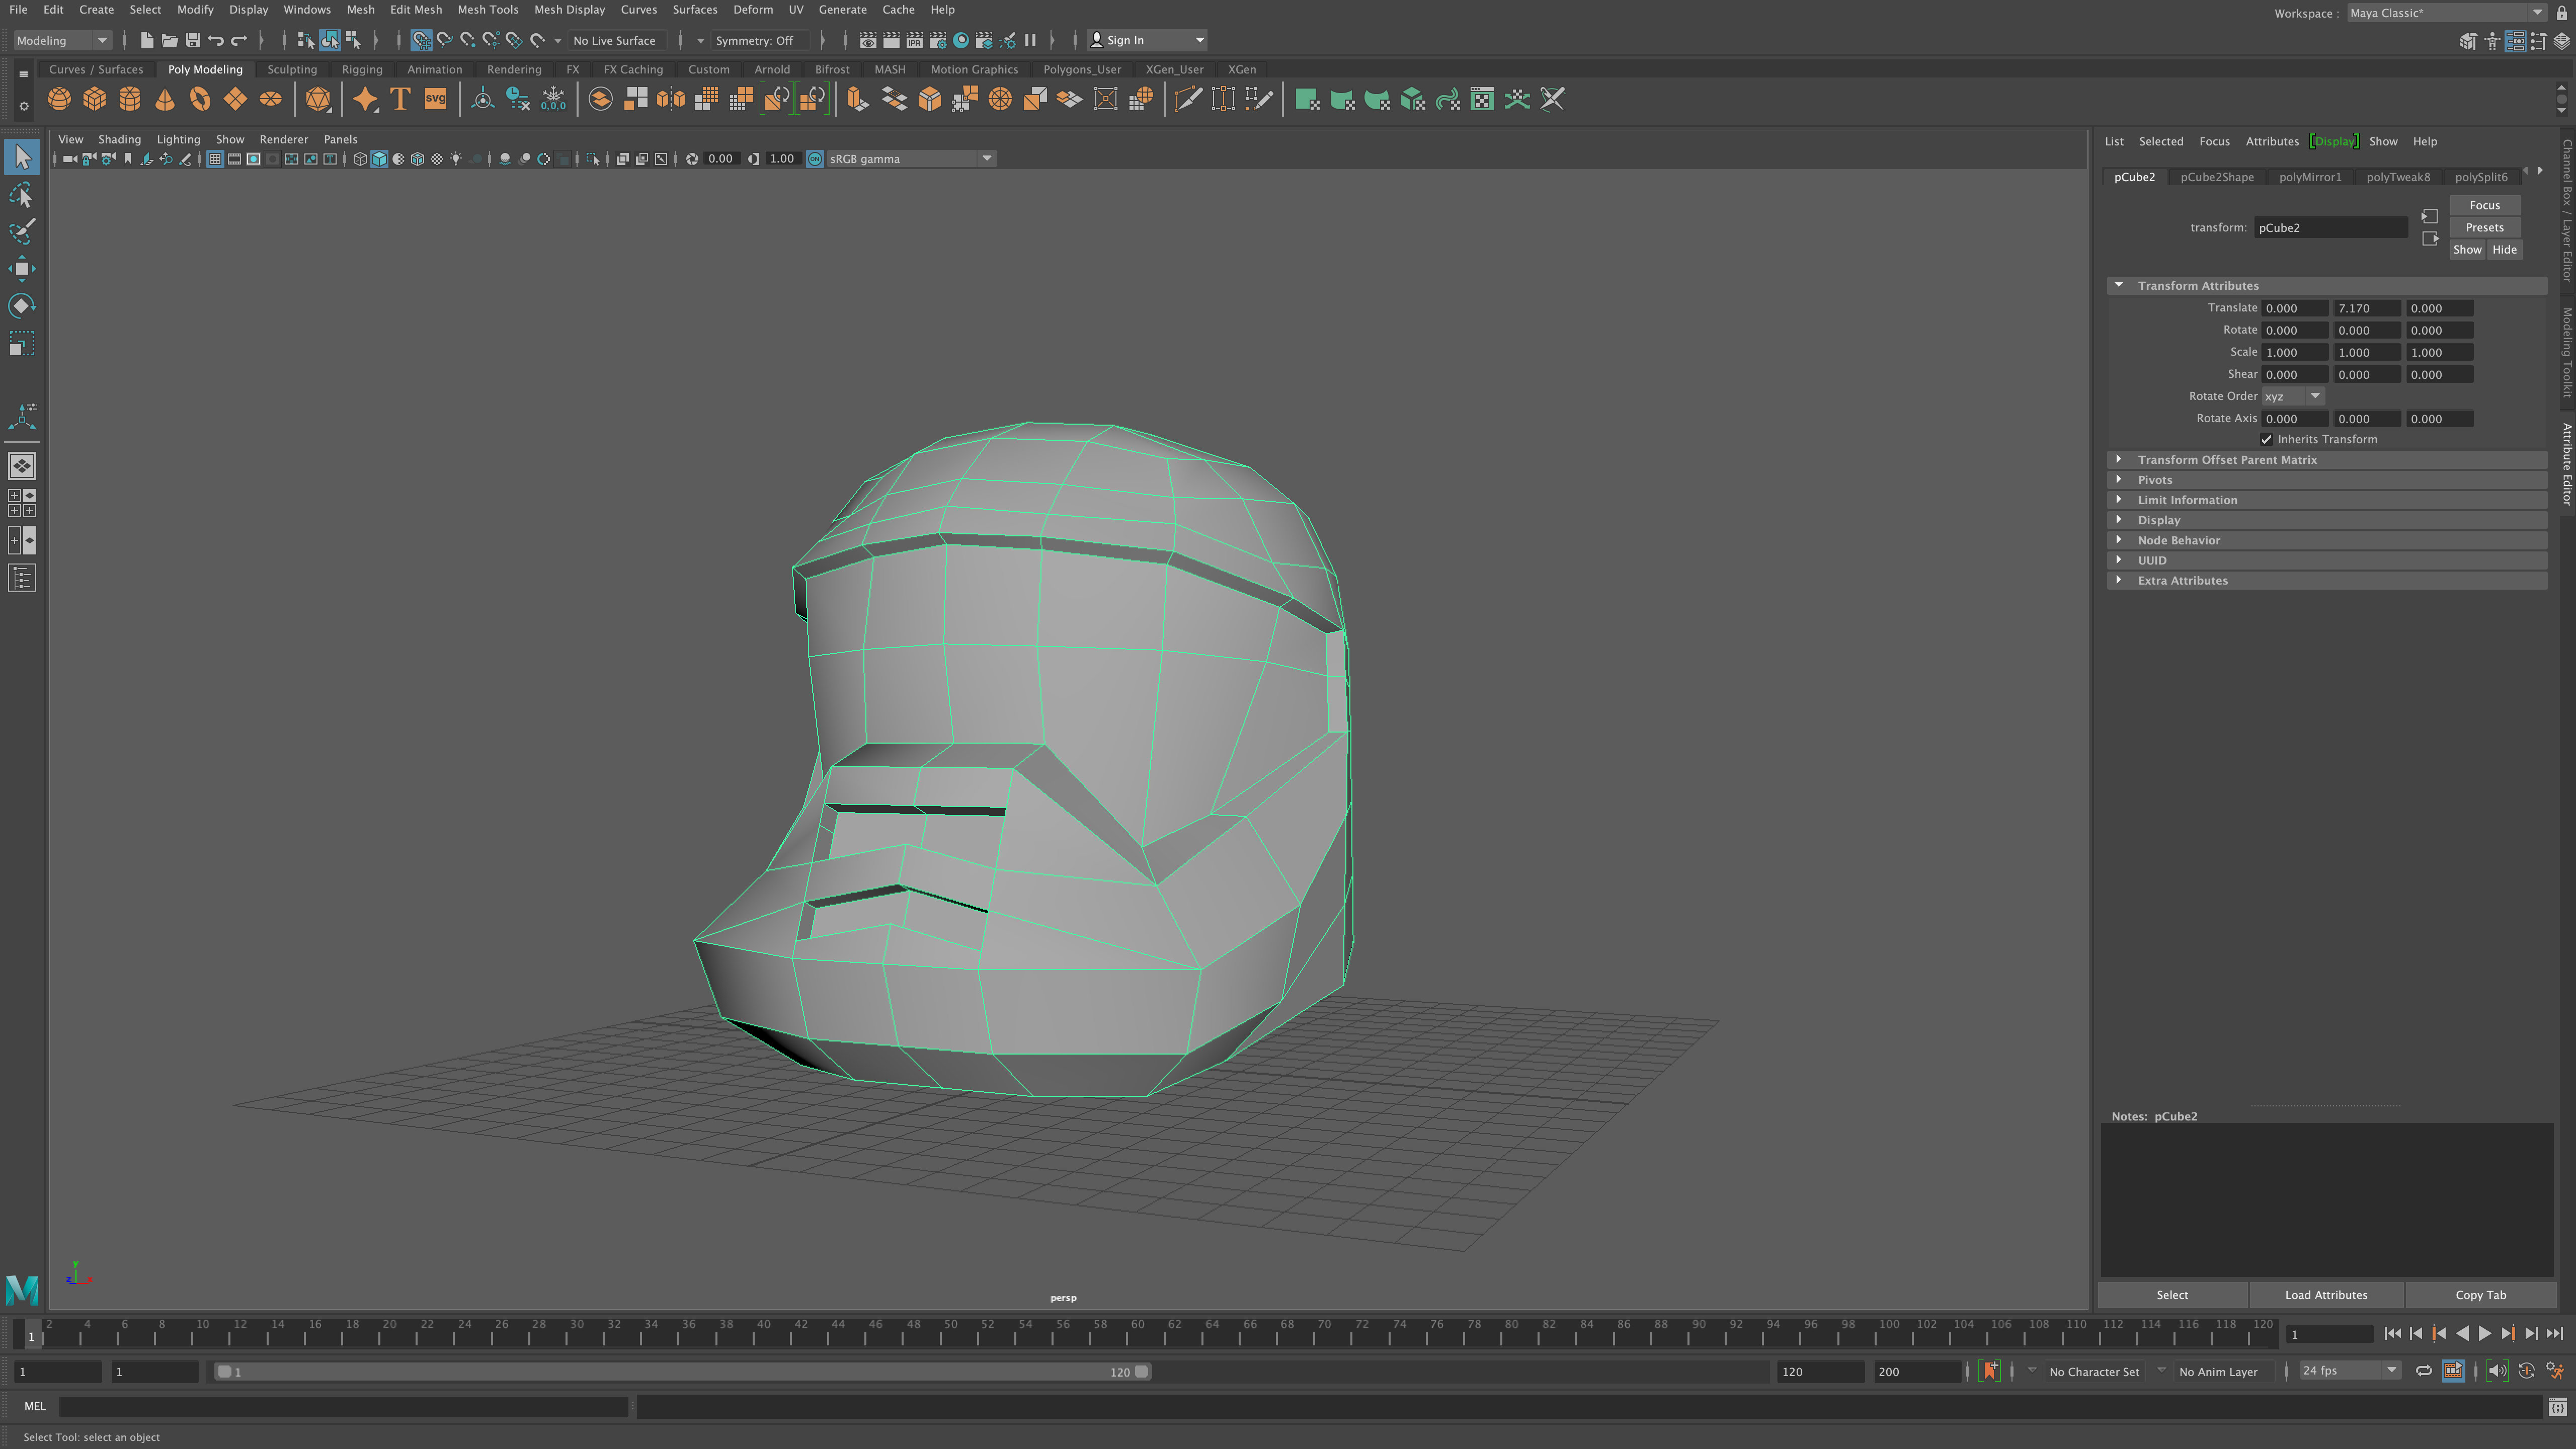 File Edit Create Select Modify Display Windows Mesh Edit Mesh Mesh Tools Mesh Display Curves Surfaces Deform UV Generate Cache Help
Workspace : Maya Classic*
Modeling No Live Surface Symmetry: Off IPR Sign In
Curves / Surfaces Poly Modeling Sculpting Rigging Animation Rendering FX FX Caching Custom Arnold Bifrost MASH Motion Graphics Polygons_User XGen_User XGen
T SVG 0,0,0
View Shading Lighting Show Renderer Panels
0.00 1.00 ON sRGB gamma
List Selected Focus Attributes [Display] Show Help
pCube2 pCube2Shape polyMirror1 polyTweak8 polySplit6
Focus
transform: pCube2 Presets
Show Hide
Transform Attributes
Translate 0.000 7.170 0.000
Rotate 0.000 0.000 0.000
Scale 1.000 1.000 1.000
Shear 0.000 0.000 0.000
Rotate Order xyz
Rotate Axis 0.000 0.000 0.000
Inherits Transform
Transform Offset Parent Matrix
Pivots
Limit Information
Display
Node Behavior
UUID
Extra Attributes
Channel Box / Layer Editor
Modeling Toolkit
Attribute Editor
Notes: pCube2
Select Load Attributes Copy Tab
y
z x
persp
M
1 2 4 6 8 10 12 14 16 18 20 22 24 26 28 30 32 34 36 38 40 42 44 46 48 50 52 54 56 58 60 62 64 66 68 70 72 74 76 78 80 82 84 86 88 90 92 94 96 98 100 102 104 106 108 110 112 114 116 118 120 1
1 1 1 120 120 200 No Character Set No Anim Layer 24 fps
MEL
Select Tool: select an object